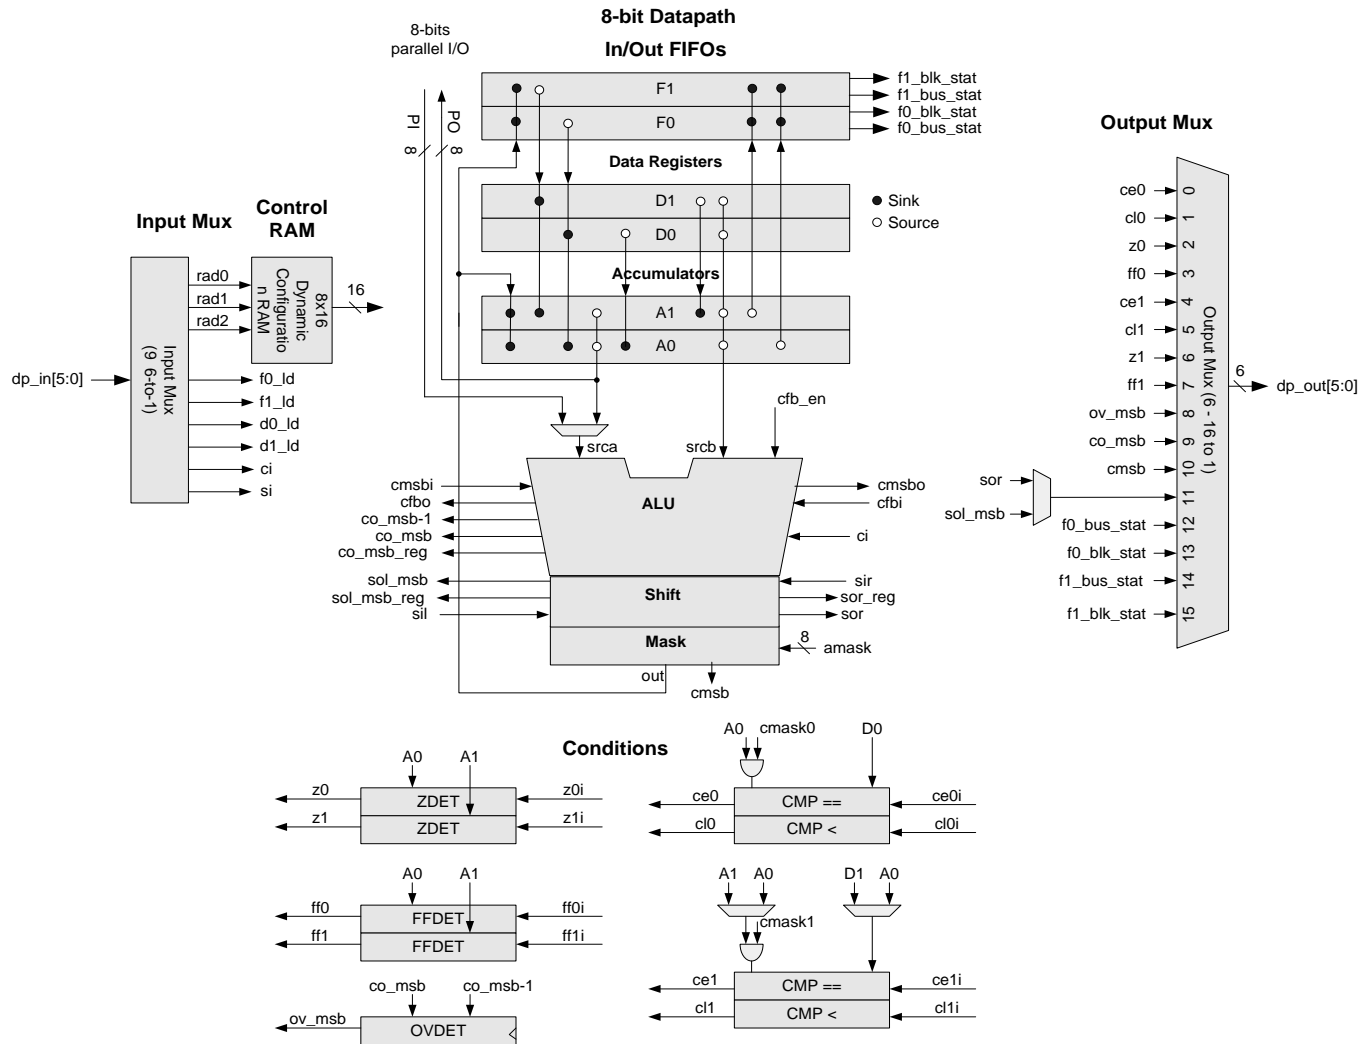 8-bit Datapath
8-bits
parallel I/O
In/Out FIFOs
F1
F0
f1_blk_stat
f1_bus_stat
f0_blk_stat
f0_bus_stat
PI
PO
8
8
Data Registers
D1
D0
Sink
Source
Accumulators
A1
A0
Input Mux
Control
RAM
rad0
rad1
rad2
8x16
Dynamic
Configuratio
n RAM
16
dp_in[5:0]
Input Mux
(9 6-to-1)
f0_ld
f1_ld
d0_ld
d1_ld
ci
si
cfb_en
srca
srcb
ALU
cmsbi
cfbo
co_msb-1
co_msb
co_msb_reg
cmsbo
cfbi
ci
sol_msb
sol_msb_reg
sil
Shift
sir
sor_reg
sor
Mask
8
amask
out
cmsb
Output Mux
ce0
0
cl0
1
z0
2
ff0
3
ce1
4
cl1
5
z1
6
ff1
7
ov_msb
8
co_msb
9
cmsb
10
sor
sol_msb
11
f0_bus_stat
12
f0_blk_stat
13
f1_bus_stat
14
f1_blk_stat
15
Output Mux (6 - 16 to 1)
6
dp_out[5:0]
Conditions
A0
A1
z0
ZDET
z0i
z1
ZDET
z1i
A0
A1
ff0
FFDET
ff0i
ff1
FFDET
ff1i
co_msb
co_msb-1
ov_msb
OVDET
A0
cmask0
D0
ce0
CMP ==
ce0i
cl0
CMP <
cl0i
A1
A0
D1
A0
cmask1
ce1
CMP ==
ce1i
cl1
CMP <
cl1i